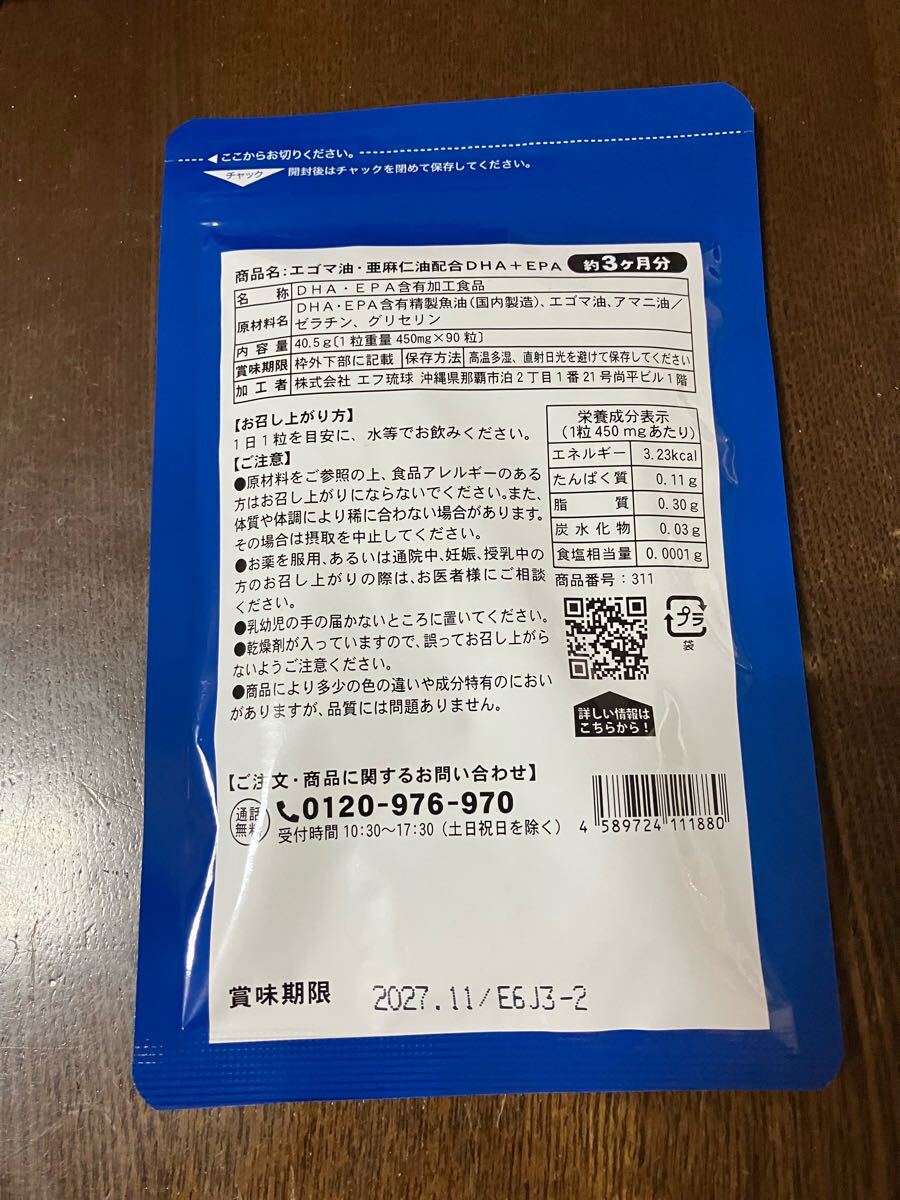 ◀ここからお切りください。
チャック 開封後はチャックを閉めて保存してください。
商品名：エゴマ油・亜麻仁油配合DHA＋EPA 約3ヶ月分
名称 DHA・EPA含有加工食品
原材料名 DHA・EPA含有精製魚油（国内製造）、エゴマ油、アマニ油／
ゼラチン、グリセリン
内容量 40.5g〔1粒重量 450mg×90粒〕
賞味期限 枠外下部に記載 保存方法 高温多湿、直射日光を避けて保存してください
加工者 株式会社 エフ琉球 沖縄県那覇市泊2丁目1番21号尚平ビル1階
【お召し上がり方】
1日1粒を目安に、水等でお飲みください。
【ご注意】
●原材料をご参照の上、食品アレルギーのある
方はお召し上がりにならないでください。また、
体質や体調により稀に合わない場合があります。
その場合は摂取を中止してください。
●お薬を服用、あるいは通院中、妊娠、授乳中の
方のお召し上がりの際は、お医者様にご相談
ください。
●乳幼児の手の届かないところに置いてください。
●乾燥剤が入っていますので、誤ってお召し上がら
ないようご注意ください。
●商品により多少の色の違いや成分特有のにおい
がありますが、品質には問題ありません。
栄養成分表示
（1粒 450mgあたり）
エネルギー 3.23kcal
たんぱく質 0.11g
脂質 0.30g
炭水化物 0.03g
食塩相当量 0.0001g
商品番号：311
プラ
袋
詳しい情報は
こちらから！
【ご注文・商品に関するお問い合わせ】
通話無料 0120-976-970
受付時間 10:30〜17:30（土日祝日を除く）
4 589724 111880
賞味期限 2027.11/E6J3-2